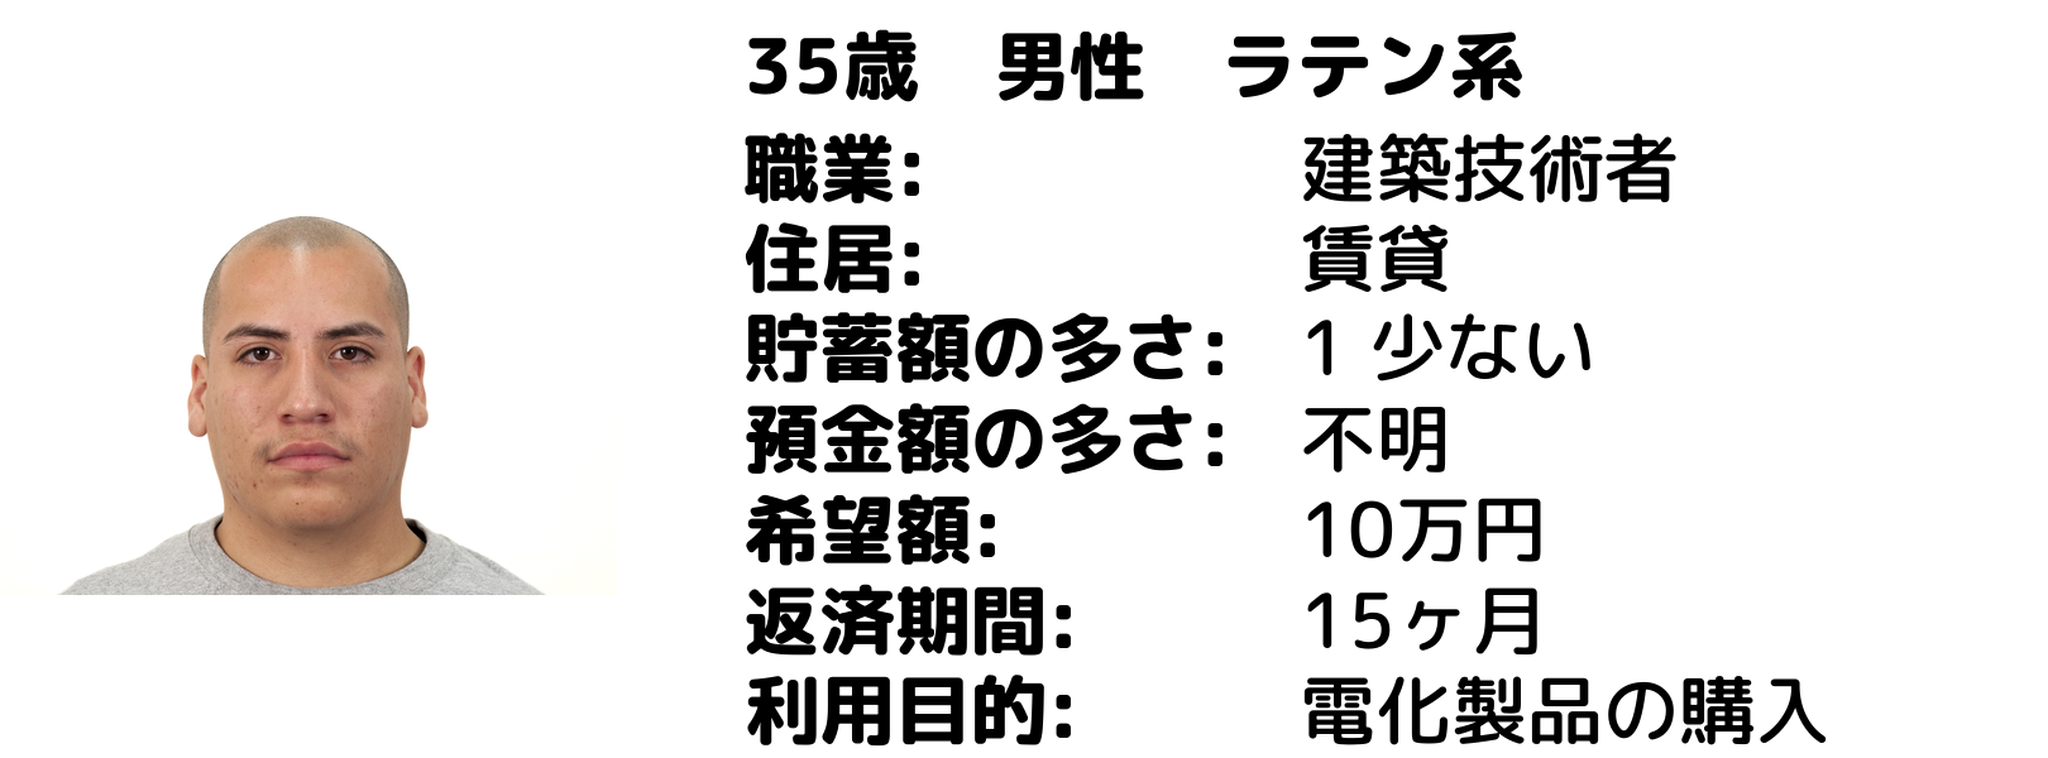 35歳　男性　ラテン系
職業:　建築技術者
住居:　賃貸
貯蓄額の多さ:　1 少ない
預金額の多さ:　不明
希望額:　10万円
返済期間:　15ヶ月
利用目的:　電化製品の購入